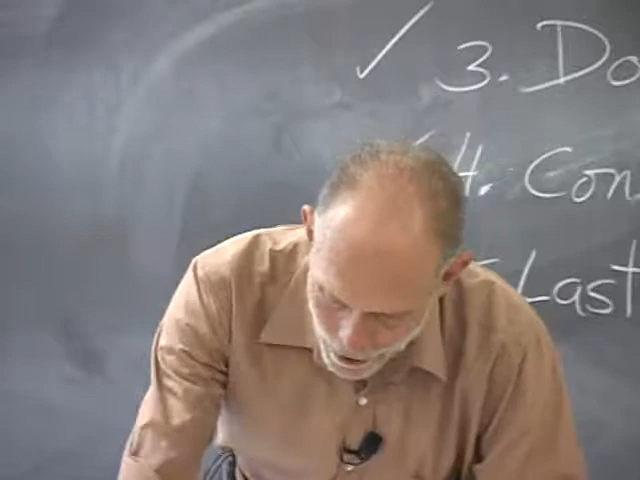 ✓ 3. Do
4. Con
Last